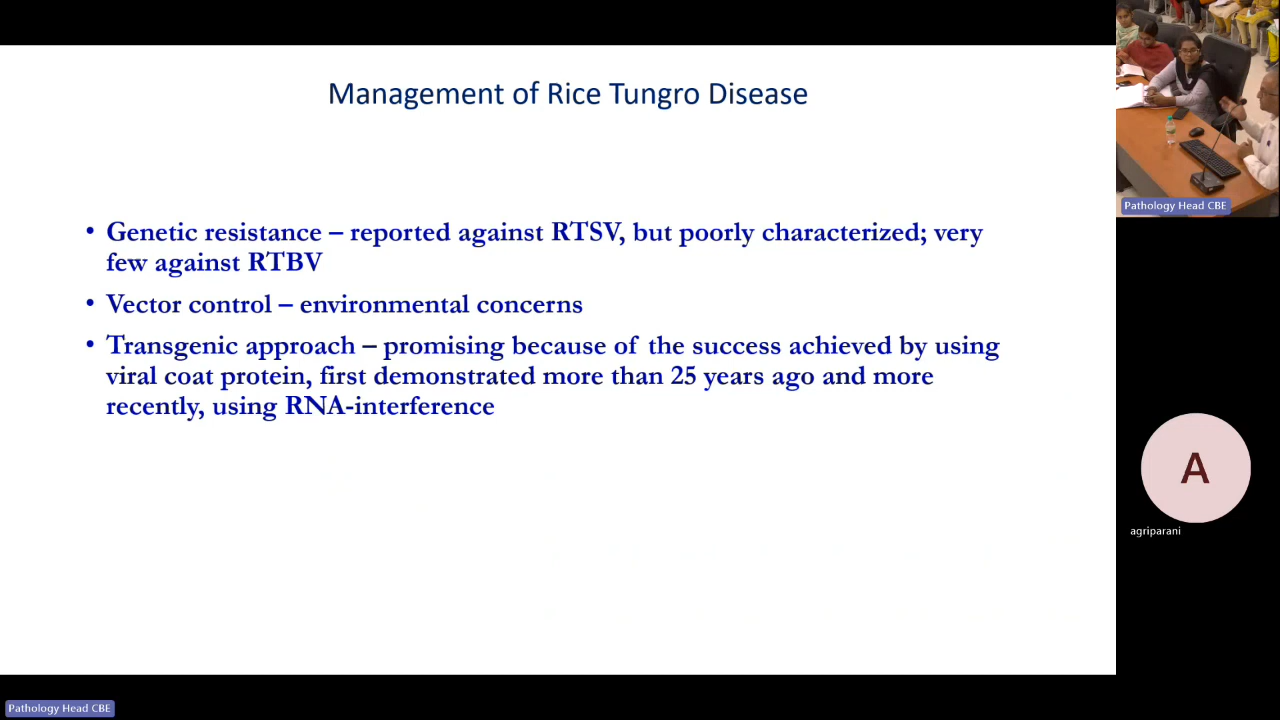 Management of Rice Tungro Disease
• Genetic resistance – reported against RTSV, but poorly characterized; very
few against RTBV
• Vector control – environmental concerns
• Transgenic approach – promising because of the success achieved by using
viral coat protein, first demonstrated more than 25 years ago and more
recently, using RNA-interference
Pathology Head CBE
A
agriparani
Pathology Head CBE